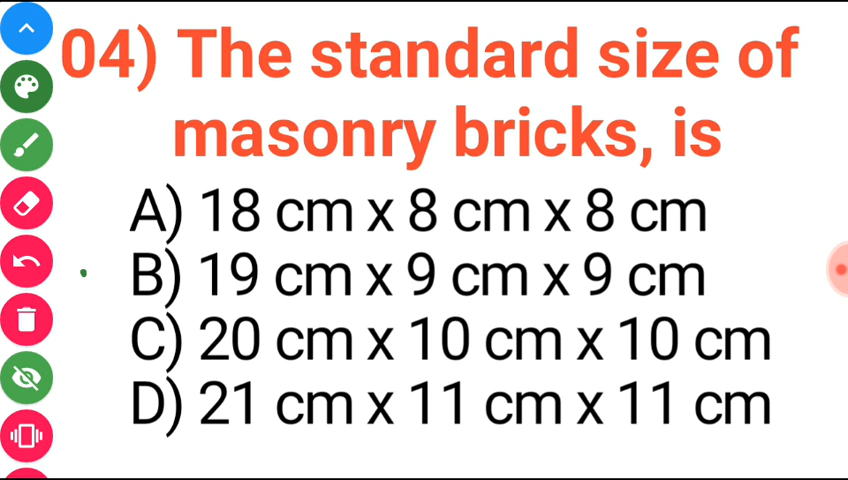 04) The standard size of
masonry bricks, is
A) 18 cm x 8 cm x 8 cm
B) 19 cm x 9 cm x 9 cm
C) 20 cm x 10 cm x 10 cm
D) 21 cm x 11 cm x 11 cm